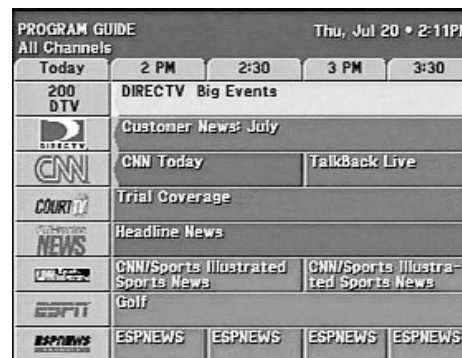 PROGRAM GUIDE
Thu, Jul 20 • 2:11P
All Channels
Today 2 PM 2:30 3 PM 3:30
200 DIRECTV Big Events
DTV
DIRECTV Customer News: July
CNN CNN Today TalkBack Live
COURT TV Trial Coverage
NEWS Headline News
CNN/Sports Illustrated CNN/Sports Illustra-
Sports News ted Sports News
ESPN Golf
ESPNEWS ESPNEWS ESPNEWS ESPNEWS ESPNEWS